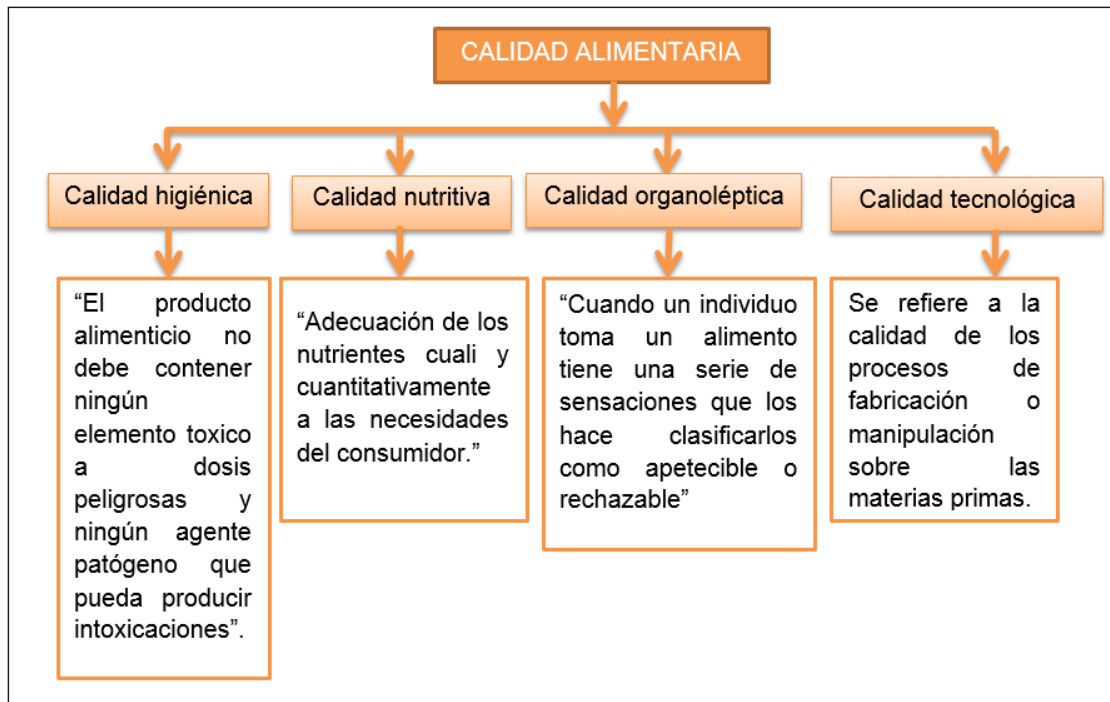 CALIDAD ALIMENTARIA
Calidad higiénica
“El producto
alimenticio no
debe contener
ningún
elemento toxico
a dosis
peligrosas y
ningún agente
patógeno que
pueda producir
intoxicaciones”.
Calidad nutritiva
“Adecuación de los
nutrientes cuali y
cuantitativamente
a las necesidades
del consumidor.”
Calidad organoléptica
“Cuando un individuo
toma un alimento
tiene una serie de
sensaciones que los
hace clasificarlos
como apetecible o
rechazable”
Calidad tecnológica
Se refiere a la
calidad de los
procesos de
fabricación o
manipulación
sobre las
materias primas.